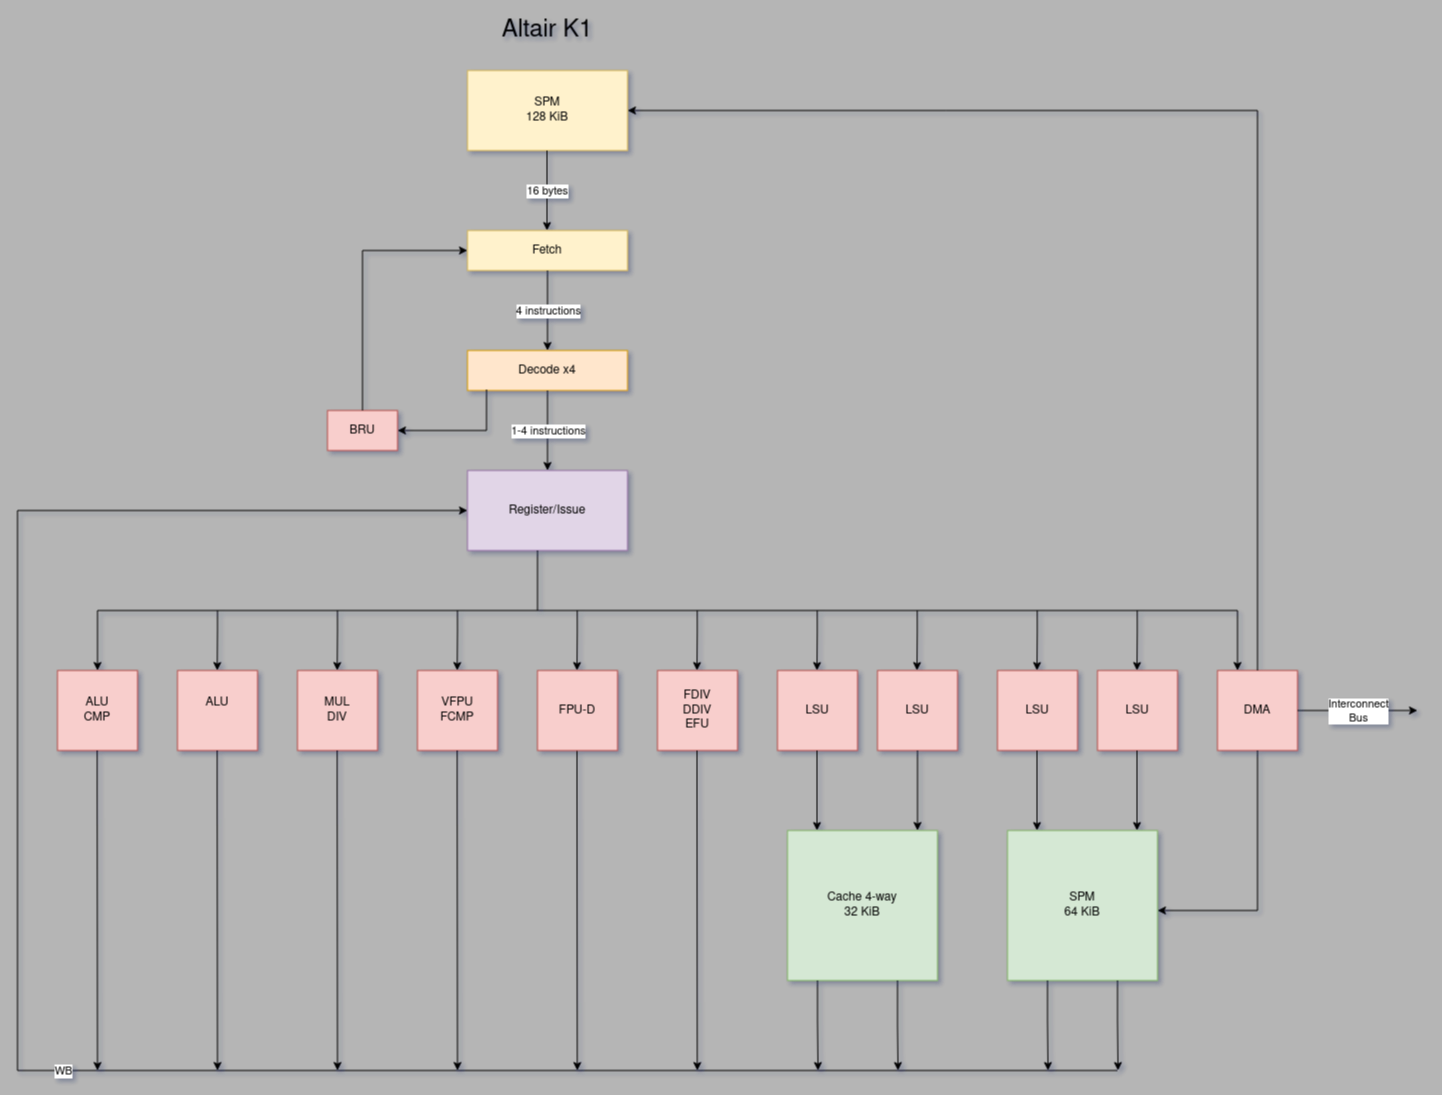 Altair K1
SPM
128 KiB
16 bytes
Fetch
4 instructions
Decode x4
BRU
1-4 instructions
Register/Issue
ALU
CMP
ALU
MUL
DIV
VFPU
FCMP
FPU-D
FDIV
DDIV
EFU
LSU
LSU
LSU
LSU
DMA
Interconnect
Bus
Cache 4-way
32 KiB
SPM
64 KiB
WB